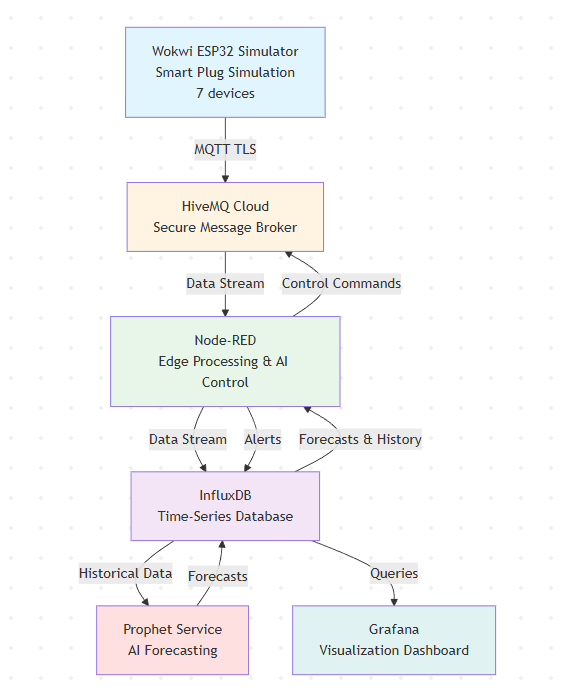 Wokwi ESP32 Simulator
Smart Plug Simulation
7 devices
MQTT TLS
HiveMQ Cloud
Secure Message Broker
Data Stream
Control Commands
Node-RED
Edge Processing & AI
Control
Data Stream
Alerts
Forecasts & History
InfluxDB
Time-Series Database
Historical Data
Forecasts
Queries
Prophet Service
AI Forecasting
Grafana
Visualization Dashboard